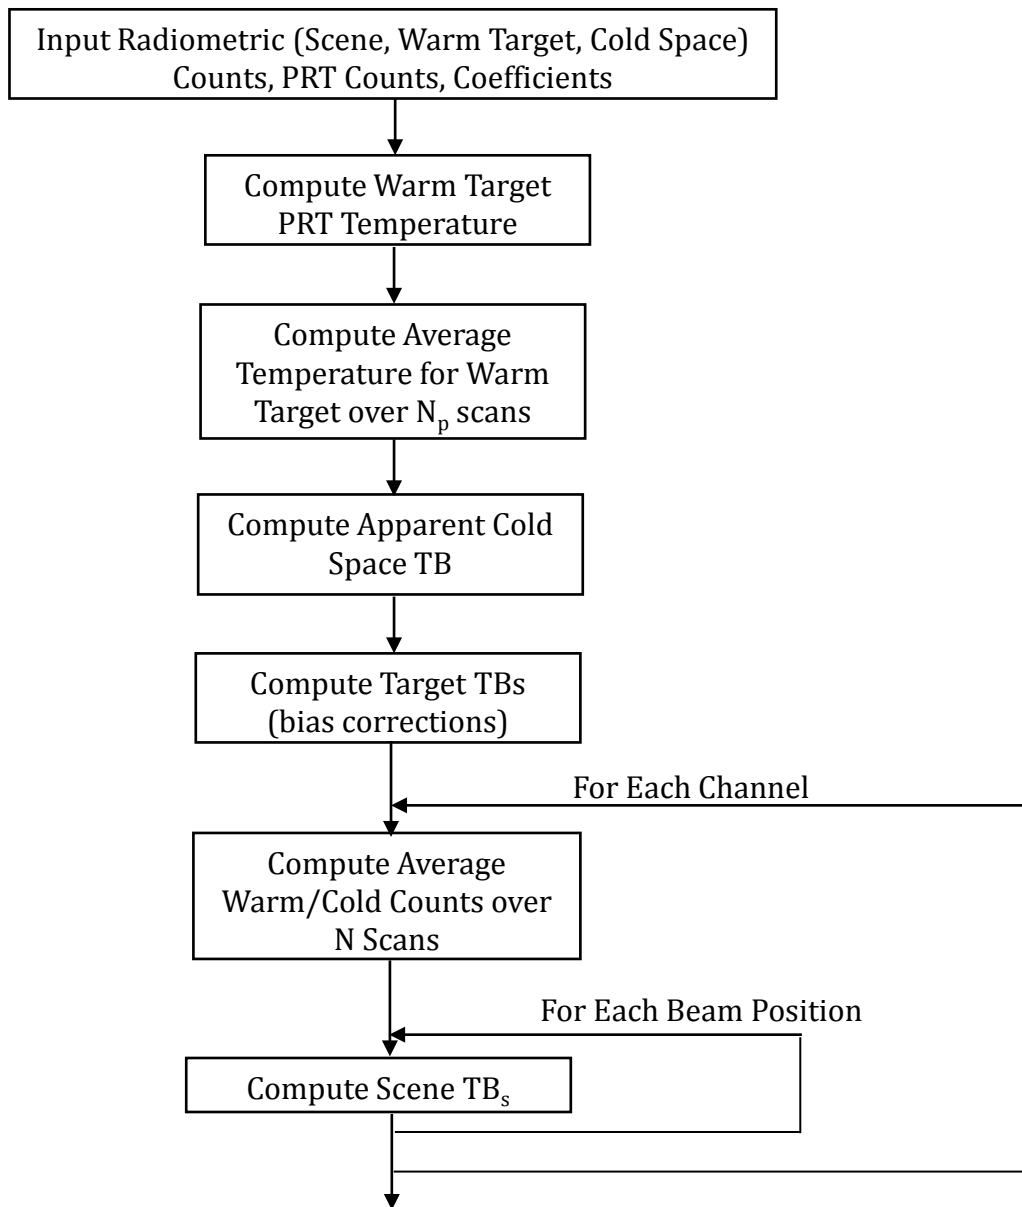 Input Radiometric (Scene, Warm Target, Cold Space)
Counts, PRT Counts, Coefficients
Compute Warm Target
PRT Temperature
Compute Average
Temperature for Warm
Target over Nₚ scans
Compute Apparent Cold
Space TB
Compute Target TBs
(bias corrections)
For Each Channel
Compute Average
Warm/Cold Counts over
N Scans
For Each Beam Position
Compute Scene TBₛ